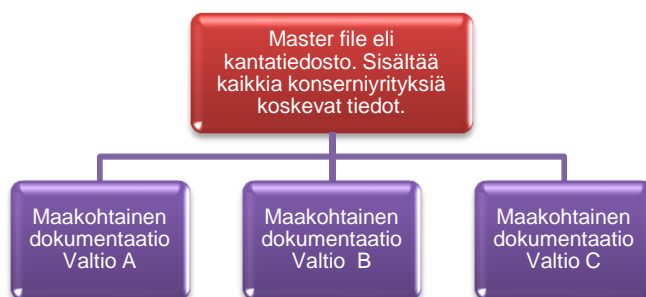 Master file eli
kantatiedosto. Sisältää
kaikkia konserniyrityksiä
koskevat tiedot.
Maakohtainen
dokumentaatio
Valtio A
Maakohtainen
dokumentaatio
Valtio B
Maakohtainen
dokumentaatio
Valtio C